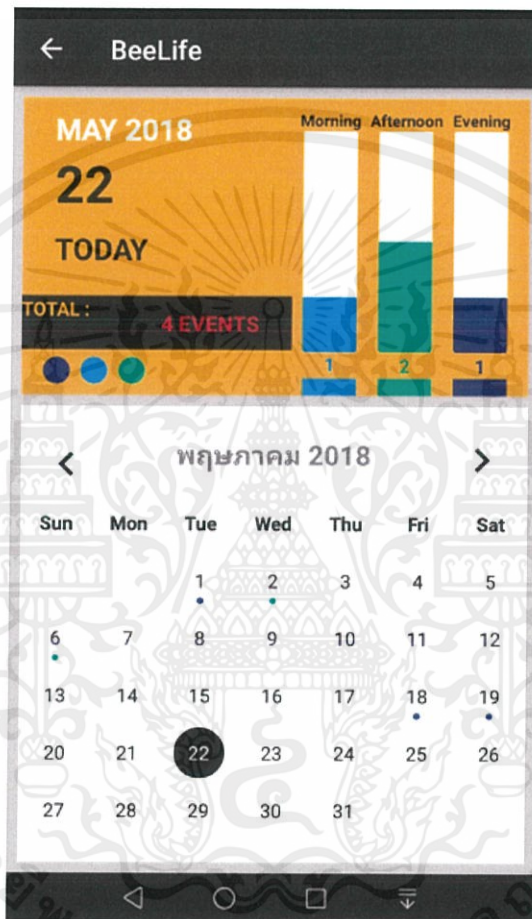 BeeLife
MAY 2018
22
TODAY
TOTAL :
4 EVENTS
Morning Afternoon Evening
1 2 1
พฤษภาคม 2018
Sun Mon Tue Wed Thu Fri Sat
1 2 3 4 5
6 7 8 9 10 11 12
13 14 15 16 17 18 19
20 21 22 23 24 25 26
27 28 29 30 31